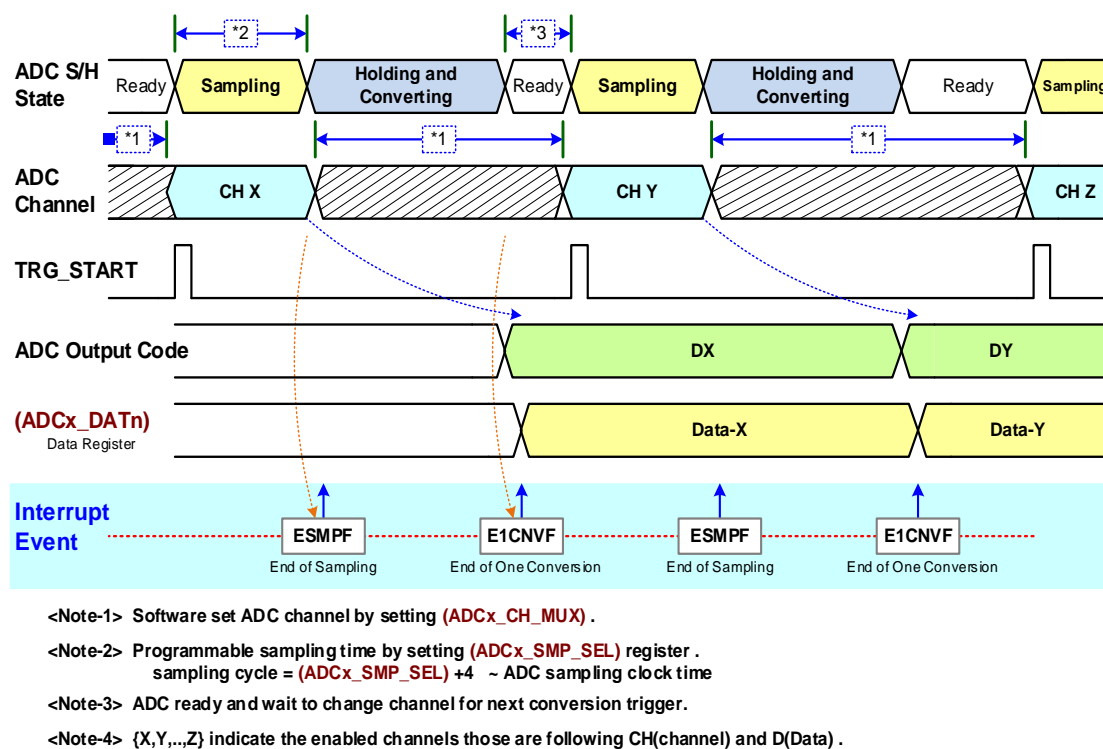 *2
*3
ADC S/H
State
Ready
Sampling
Holding and
Converting
Ready
Sampling
Holding and
Converting
Ready
Sampling
*1
*1
*1
ADC
Channel
CH X
CH Y
CH Z
TRG_START
ADC Output Code
DX
DY
(ADCx_DATn)
Data Register
Data-X
Data-Y
Interrupt
Event
ESMPF
E1CNVF
ESMPF
E1CNVF
End of Sampling
End of One Conversion
End of Sampling
End of One Conversion
<Note-1> Software set ADC channel by setting (ADCx_CH_MUX) .
<Note-2> Programmable sampling time by setting (ADCx_SMP_SEL) register .
sampling cycle = (ADCx_SMP_SEL) +4 ~ ADC sampling clock time
<Note-3> ADC ready and wait to change channel for next conversion trigger.
<Note-4> {X,Y,..,Z} indicate the enabled channels those are following CH(channel) and D(Data) .